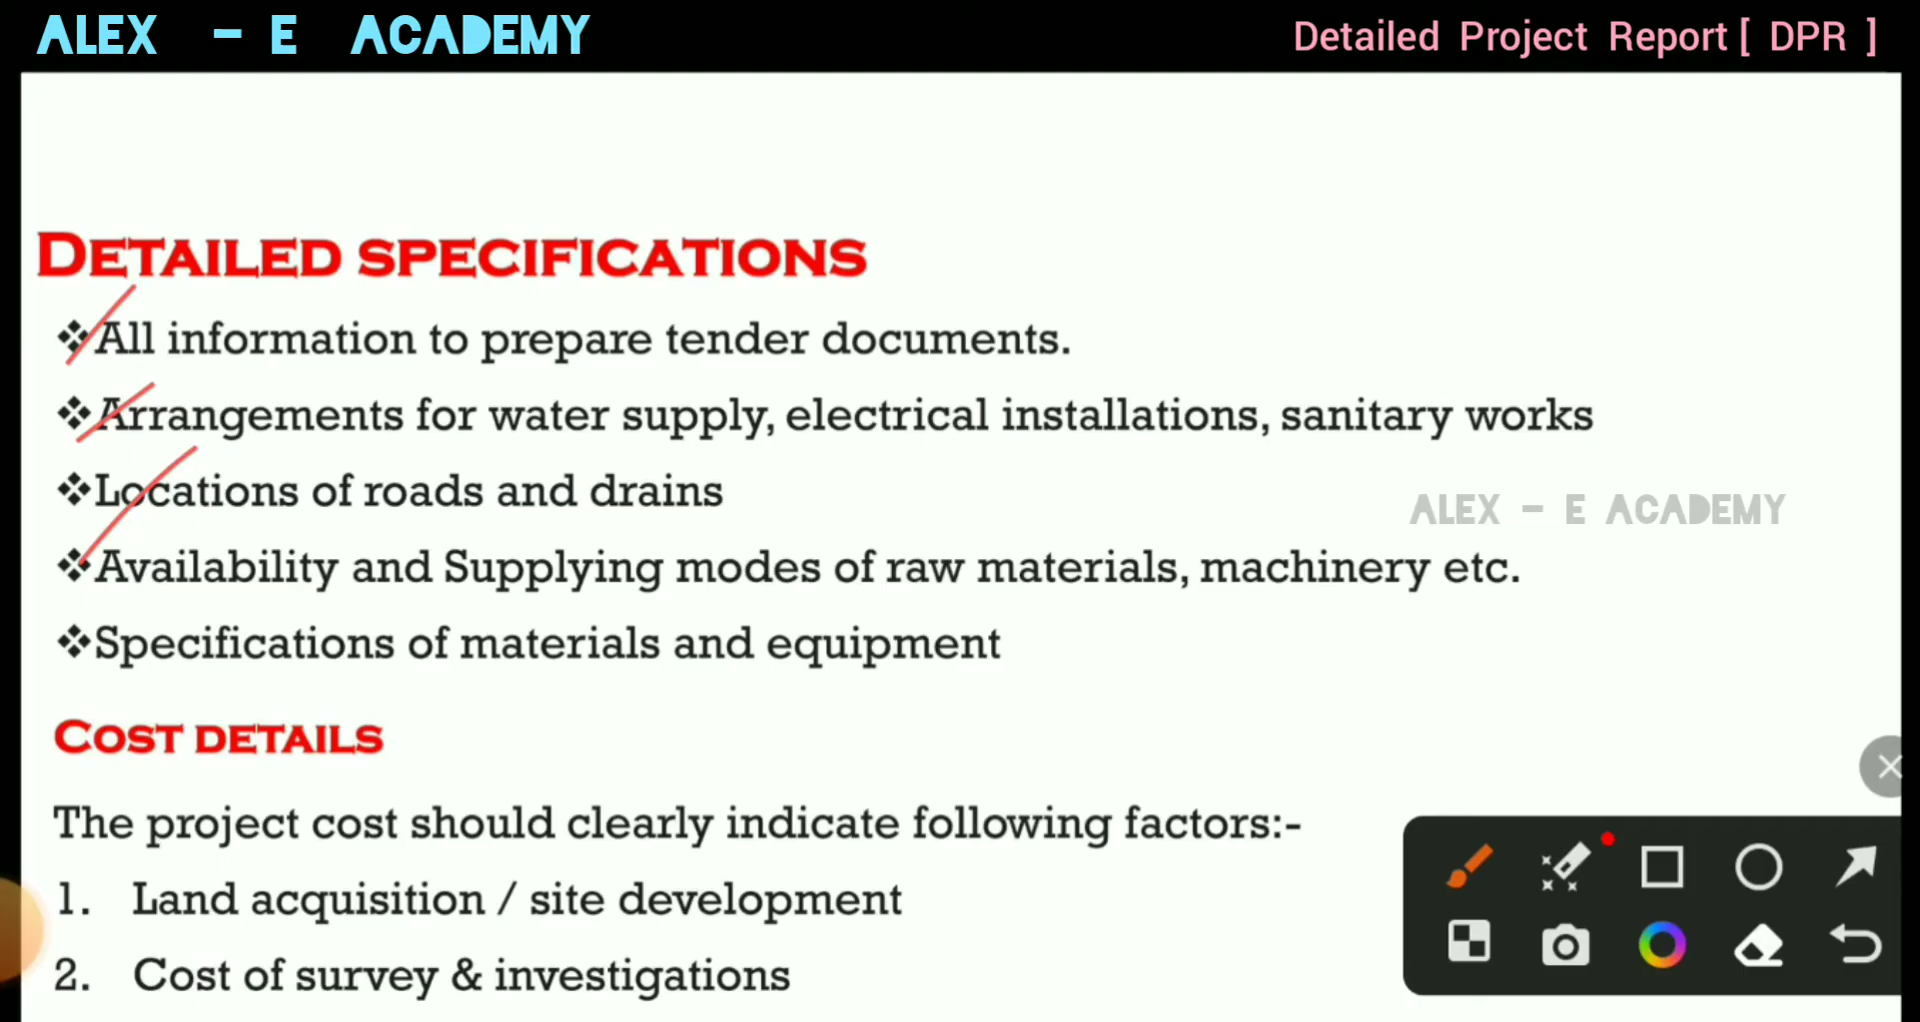 ALEX - E ACADEMY
Detailed Project Report [ DPR ]
DETAILED SPECIFICATIONS
❖All information to prepare tender documents.
❖Arrangements for water supply, electrical installations, sanitary works
❖Locations of roads and drains
ALEX - E ACADEMY
❖Availability and Supplying modes of raw materials, machinery etc.
❖Specifications of materials and equipment
COST DETAILS
The project cost should clearly indicate following factors:-
1. Land acquisition / site development
2. Cost of survey & investigations